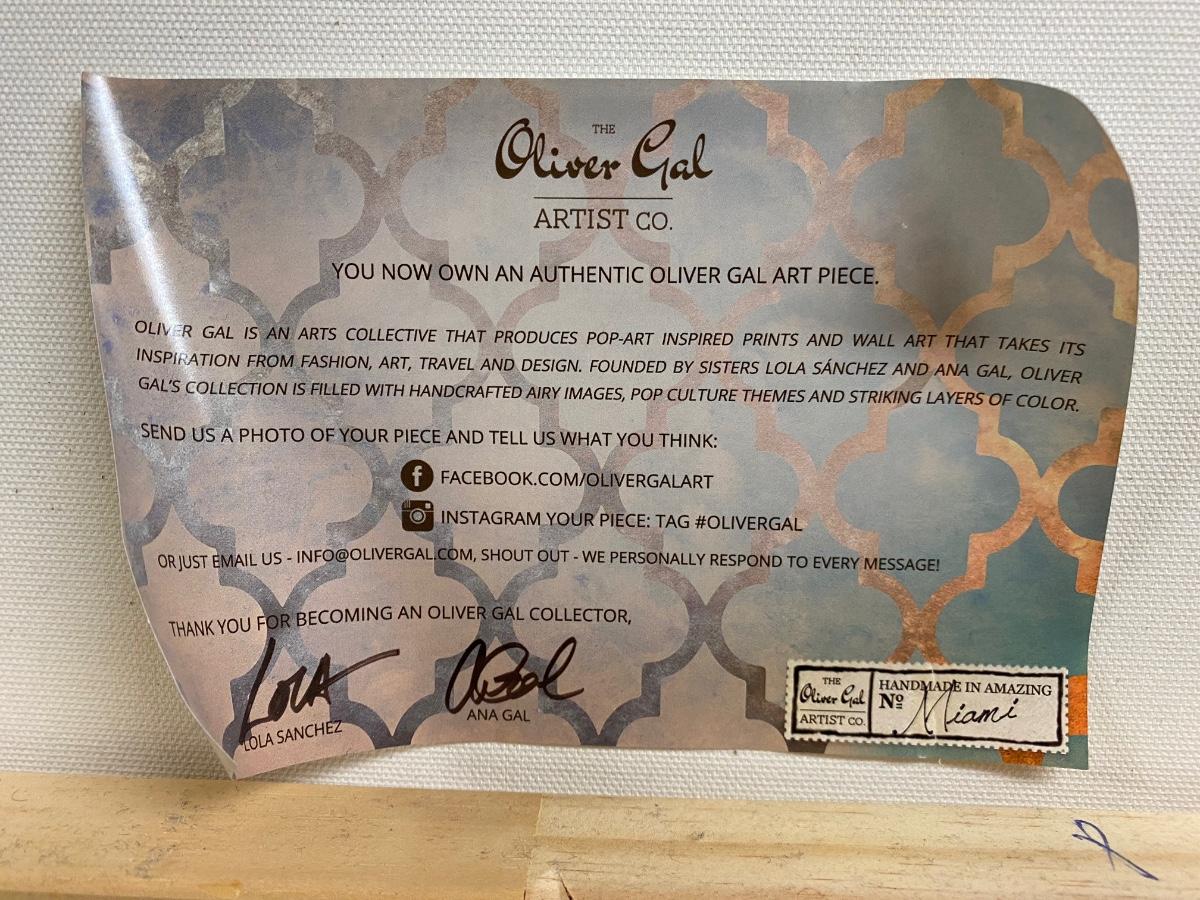 THE
Oliver Gal
ARTIST CO.
YOU NOW OWN AN AUTHENTIC OLIVER GAL ART PIECE.
OLIVER GAL IS AN ARTS COLLECTIVE THAT PRODUCES POP-ART INSPIRED PRINTS AND WALL ART THAT TAKES ITS
INSPIRATION FROM FASHION, ART, TRAVEL AND DESIGN. FOUNDED BY SISTERS LOLA SÁNCHEZ AND ANA GAL, OLIVER
GAL'S COLLECTION IS FILLED WITH HANDCRAFTED AIRY IMAGES, POP CULTURE THEMES AND STRIKING LAYERS OF COLOR.
SEND US A PHOTO OF YOUR PIECE AND TELL US WHAT YOU THINK:
FACEBOOK.COM/OLIVERGALART
INSTAGRAM YOUR PIECE: TAG #OLIVERGAL
OR JUST EMAIL US - INFO@OLIVERGAL.COM, SHOUT OUT - WE PERSONALLY RESPOND TO EVERY MESSAGE!
THANK YOU FOR BECOMING AN OLIVER GAL COLLECTOR,
LOLA
LOLA SANCHEZ
ANA GAL
THE
Oliver Gal
ARTIST CO.
HANDMADE IN AMAZING
Nº Miami